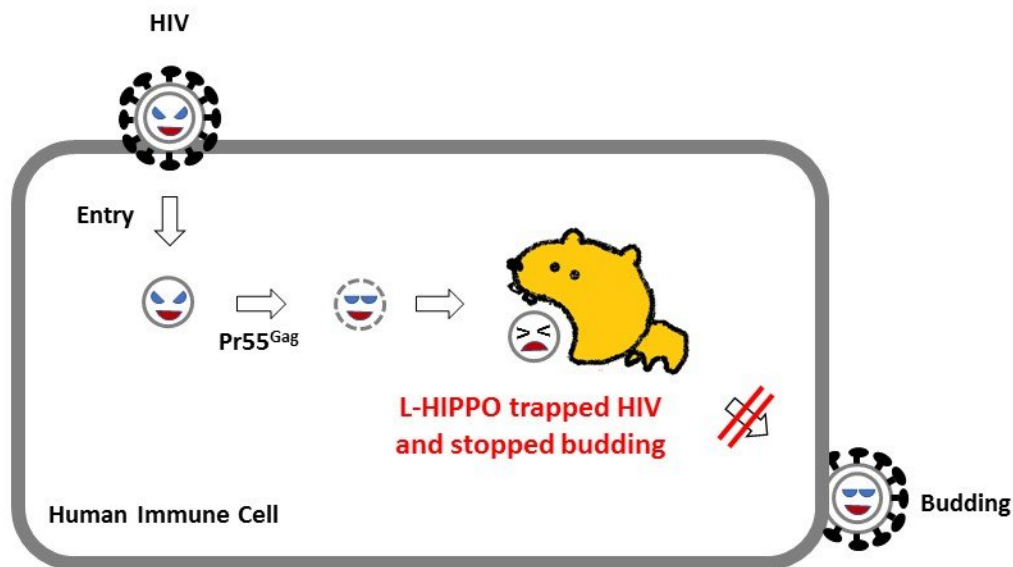 HIV
Entry
Pr55Gag
L-HIPPO trapped HIV
and stopped budding
Human Immune Cell
Budding